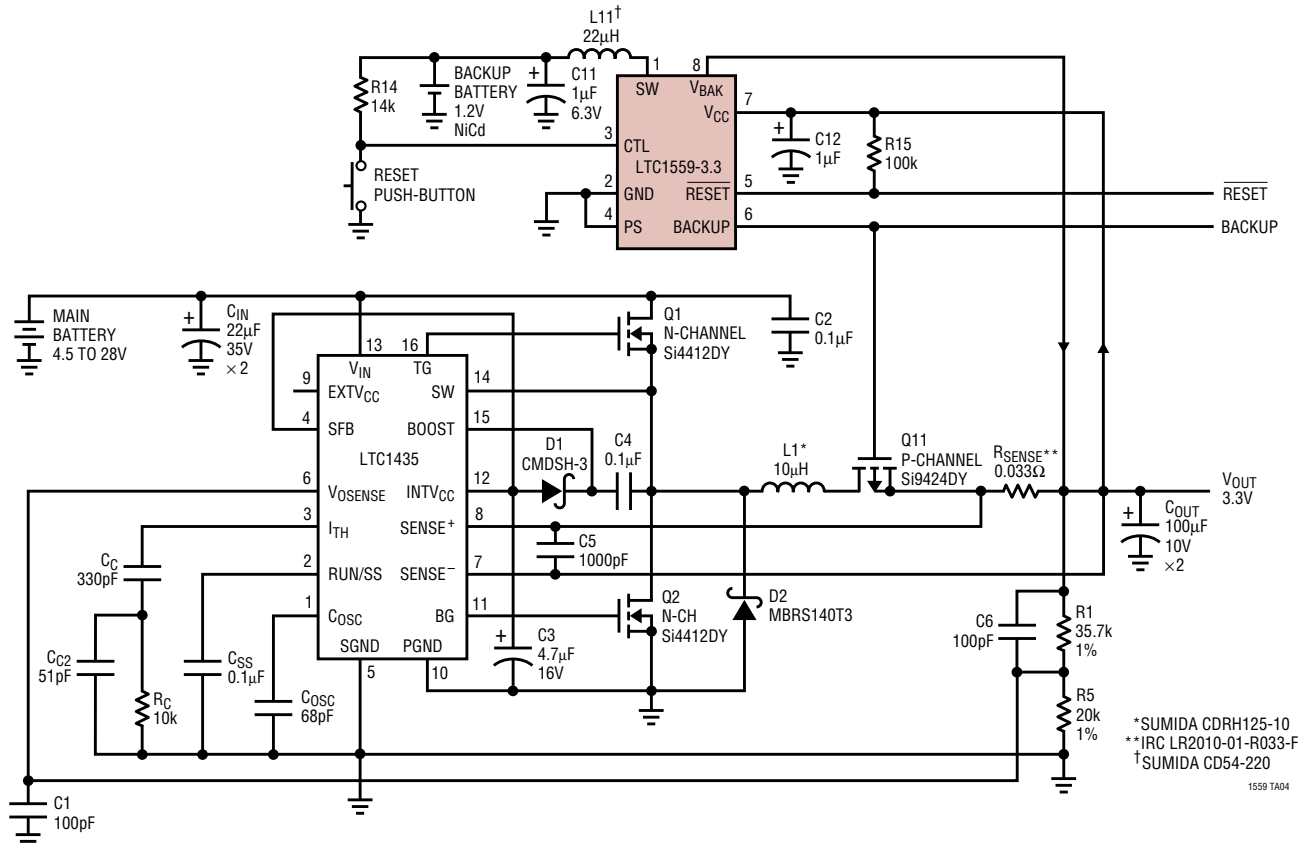 L11†
22µH
R14
14k
BACKUP
BATTERY
1.2V
NiCd
+
C11
1µF
6.3V
1
8
SW
VBAK
VCC
7
3
CTL
LTC1559-3.3
2
GND
RESET
5
4
PS
BACKUP
6
+
C12
1µF
R15
100k
RESET
BACKUP
RESET
PUSH-BUTTON
MAIN
BATTERY
4.5 TO 28V
+
CIN
22µF
35V
×2
13
16
VIN
TG
9
EXTVCC
SW
14
4
SFB
BOOST
15
LTC1435
6
VOSENSE
INTVCC
12
3
ITH
SENSE+
8
2
RUN/SS
SENSE−
7
1
COSC
BG
11
SGND
PGND
5
10
Q1
N-CHANNEL
Si4412DY
C2
0.1µF
D1
CMDSH-3
C4
0.1µF
L1*
10µH
Q11
P-CHANNEL
Si9424DY
RSENSE**
0.033Ω
VOUT
3.3V
+
COUT
100µF
10V
×2
C5
1000pF
Q2
N-CH
Si4412DY
D2
MBRS140T3
+
C3
4.7µF
16V
C6
100pF
R1
35.7k
1%
R5
20k
1%
CC
330pF
CC2
51pF
RC
10k
CSS
0.1µF
COSC
68pF
C1
100pF
*SUMIDA CDRH125-10
**IRC LR2010-01-R033-F
†SUMIDA CD54-220
1559 TA04